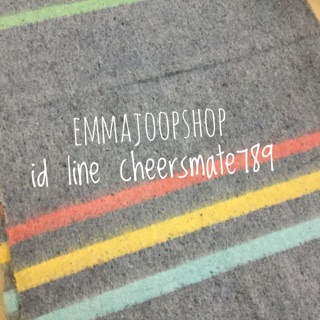 EMMAJOOPSHOP
id line cheersmate789